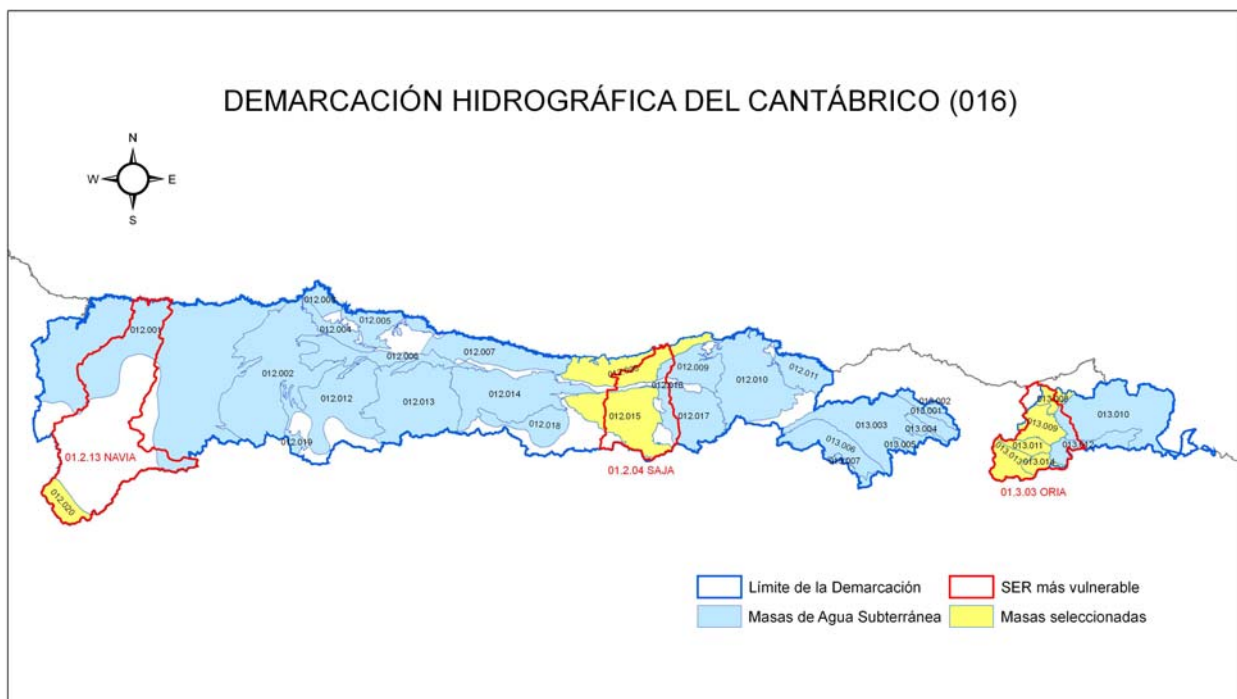 DEMARCACIÓN HIDROGRÁFICA DEL CANTÁBRICO (016)
N
W
E
S
012.001
012.002
012.004
012.005
012.006
012.007
012.009
012.010
012.011
012.012
012.013
012.014
012.015
012.016
012.017
012.018
012.019
012.020
013.001
013.002
013.003
013.004
013.005
013.006
013.007
013.009
013.010
013.011
013.012
013.014
01.2.13 NAVIA
01.2.04 SAJA
01.3.03 ORIA
Límite de la Demarcación
SER más vulnerable
Masas de Agua Subterránea
Masas seleccionadas